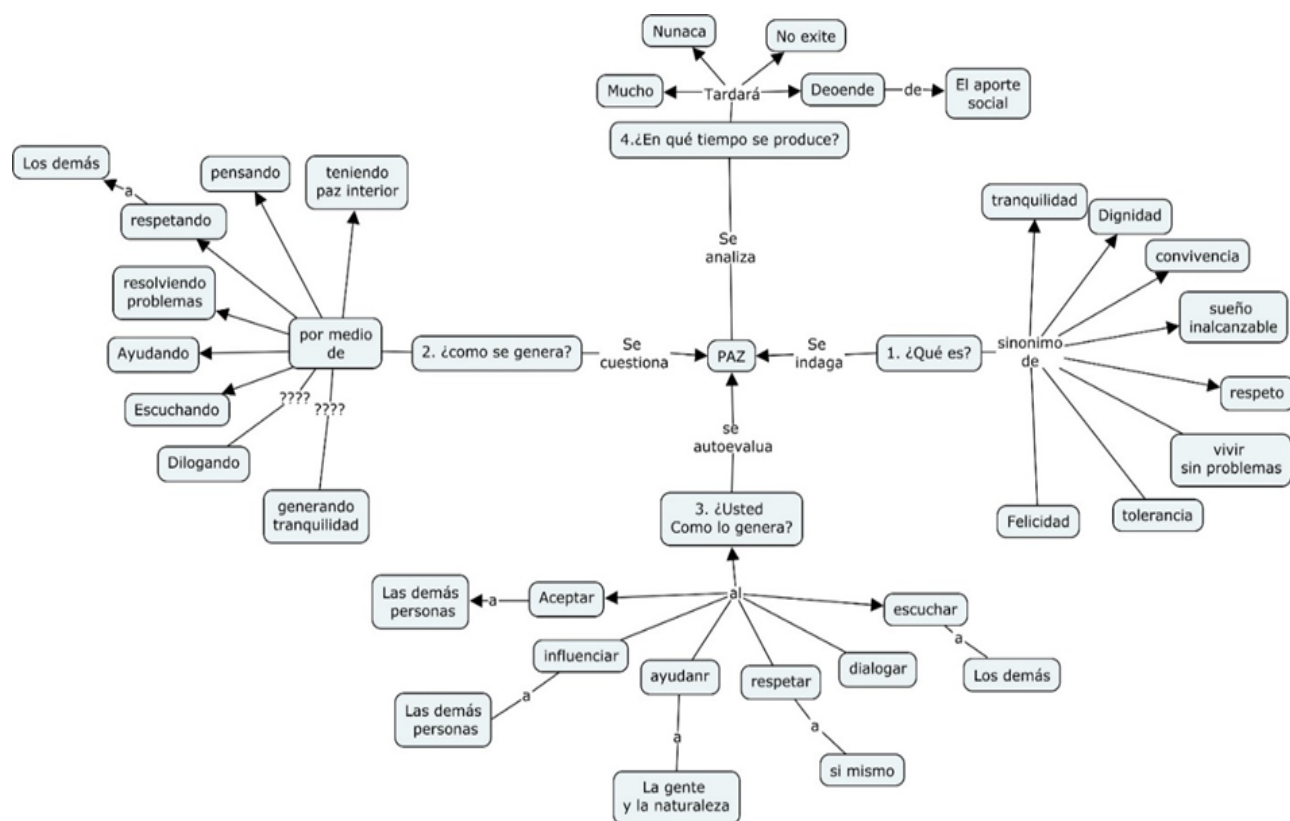 Nunaca
No exite
Mucho
Tardará
Deoende
de
El aporte
social
4.¿En qué tiempo se produce?
Se
analiza
Los demás
a
respetando
pensando
teniendo
paz interior
resolviendo
problemas
Ayudando
Escuchando
Dilogando
generando
tranquilidad
????
????
por medio
de
2. ¿como se genera?
Se
cuestiona
PAZ
Se
indaga
1. ¿Qué es?
sinonimo
de
tranquilidad
Dignidad
convivencia
sueño
inalcanzable
respeto
vivir
sin problemas
tolerancia
Felicidad
se
autoevalua
3. ¿Usted
Como lo genera?
al
Aceptar
a
Las demás
personas
influenciar
a
Las demás
personas
ayudanr
a
La gente
y la naturaleza
respetar
a
si mismo
dialogar
escuchar
a
Los demás